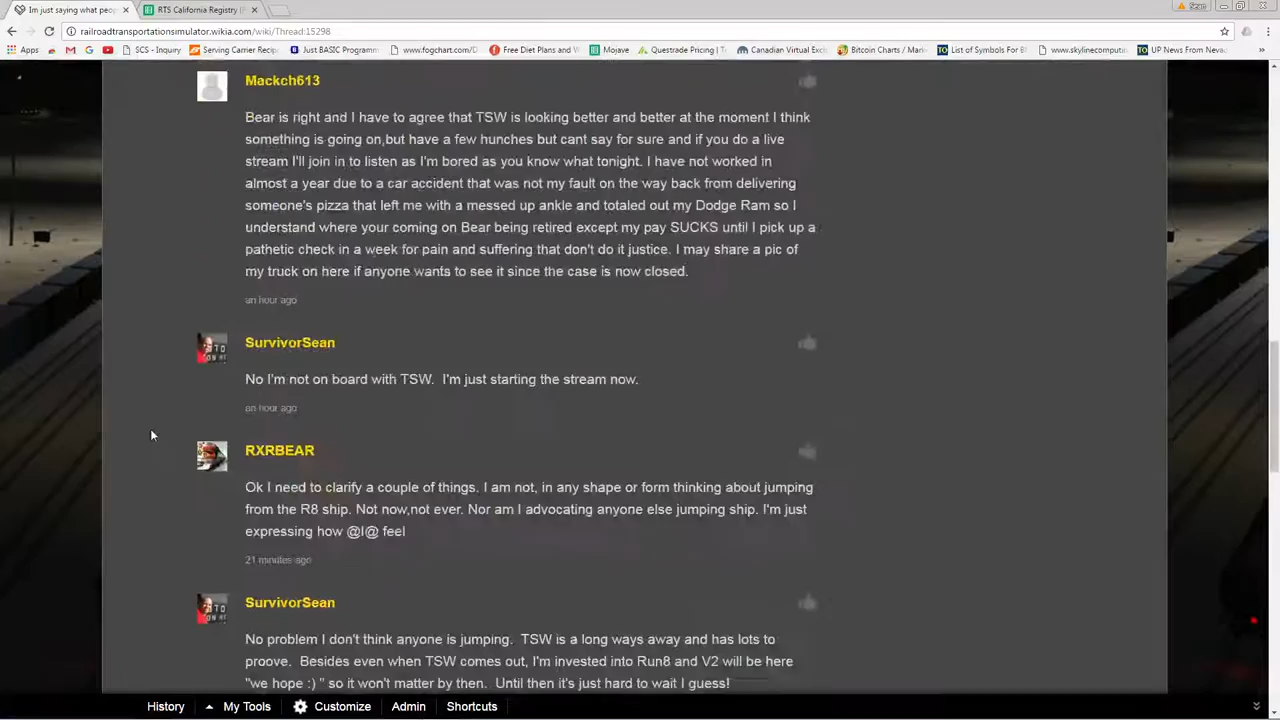 Im just saying what peop
RTS California Registry (
Sean
railroadtransportationsimulator.wikia.com/wiki/Thread:15298
Apps
SCS - Inquiry
Serving Carrier Recip
Just BASIC Programm
www.fogchart.com/D
Free Diet Plans and W
Mojave
Questrade Pricing | T
Canadian Virtual Exch
Bitcoin Charts / Mark
List of Symbols For B
www.skylinecomputin
UP News From Neva
Mackch613
Bear is right and I have to agree that TSW is looking better and better at the moment I think
something is going on,but have a few hunches but cant say for sure and if you do a live
stream I'll join in to listen as I'm bored as you know what tonight. I have not worked in
almost a year due to a car accident that was not my fault on the way back from delivering
someone's pizza that left me with a messed up ankle and totaled out my Dodge Ram so I
understand where your coming on Bear being retired except my pay SUCKS until I pick up a
pathetic check in a week for pain and suffering that don't do it justice. I may share a pic of
my truck on here if anyone wants to see it since the case is now closed.
an hour ago
SurvivorSean
No I'm not on board with TSW.  I'm just starting the stream now.
an hour ago
RXRBEAR
Ok I need to clarify a couple of things. I am not, in any shape or form thinking about jumping
from the R8 ship. Not now,not ever. Nor am I advocating anyone else jumping ship. I'm just
expressing how @I@ feel
21 minutes ago
SurvivorSean
No problem I don't think anyone is jumping.  TSW is a long ways away and has lots to
proove.  Besides even when TSW comes out, I'm invested into Run8 and V2 will be here
"we hope :) " so it won't matter by then.  Until then it's just hard to wait I guess!
History
My Tools
Customize
Admin
Shortcuts